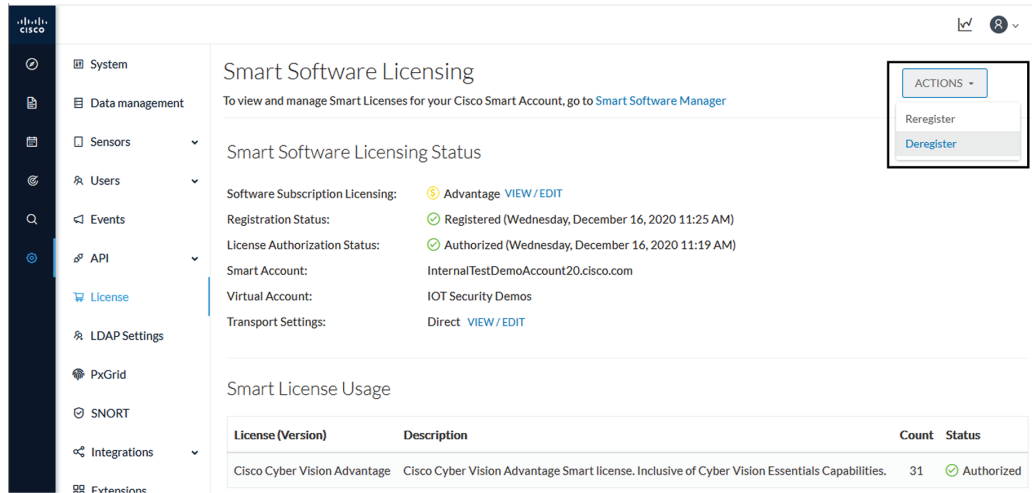 cisco
System
Data management
Sensors
Users
Events
API
License
LDAP Settings
PxGrid
SNORT
Integrations
Extensions
Smart Software Licensing
To view and manage Smart Licenses for your Cisco Smart Account, go to Smart Software Manager
ACTIONS
Reregister
Deregister
Smart Software Licensing Status
Software Subscription Licensing: Advantage VIEW / EDIT
Registration Status: Registered (Wednesday, December 16, 2020 11:25 AM)
License Authorization Status: Authorized (Wednesday, December 16, 2020 11:19 AM)
Smart Account: InternalTestDemoAccount20.cisco.com
Virtual Account: IOT Security Demos
Transport Settings: Direct VIEW / EDIT
Smart License Usage
License (Version) Description Count Status
Cisco Cyber Vision Advantage Cisco Cyber Vision Advantage Smart license. Inclusive of Cyber Vision Essentials Capabilities. 31 Authorized